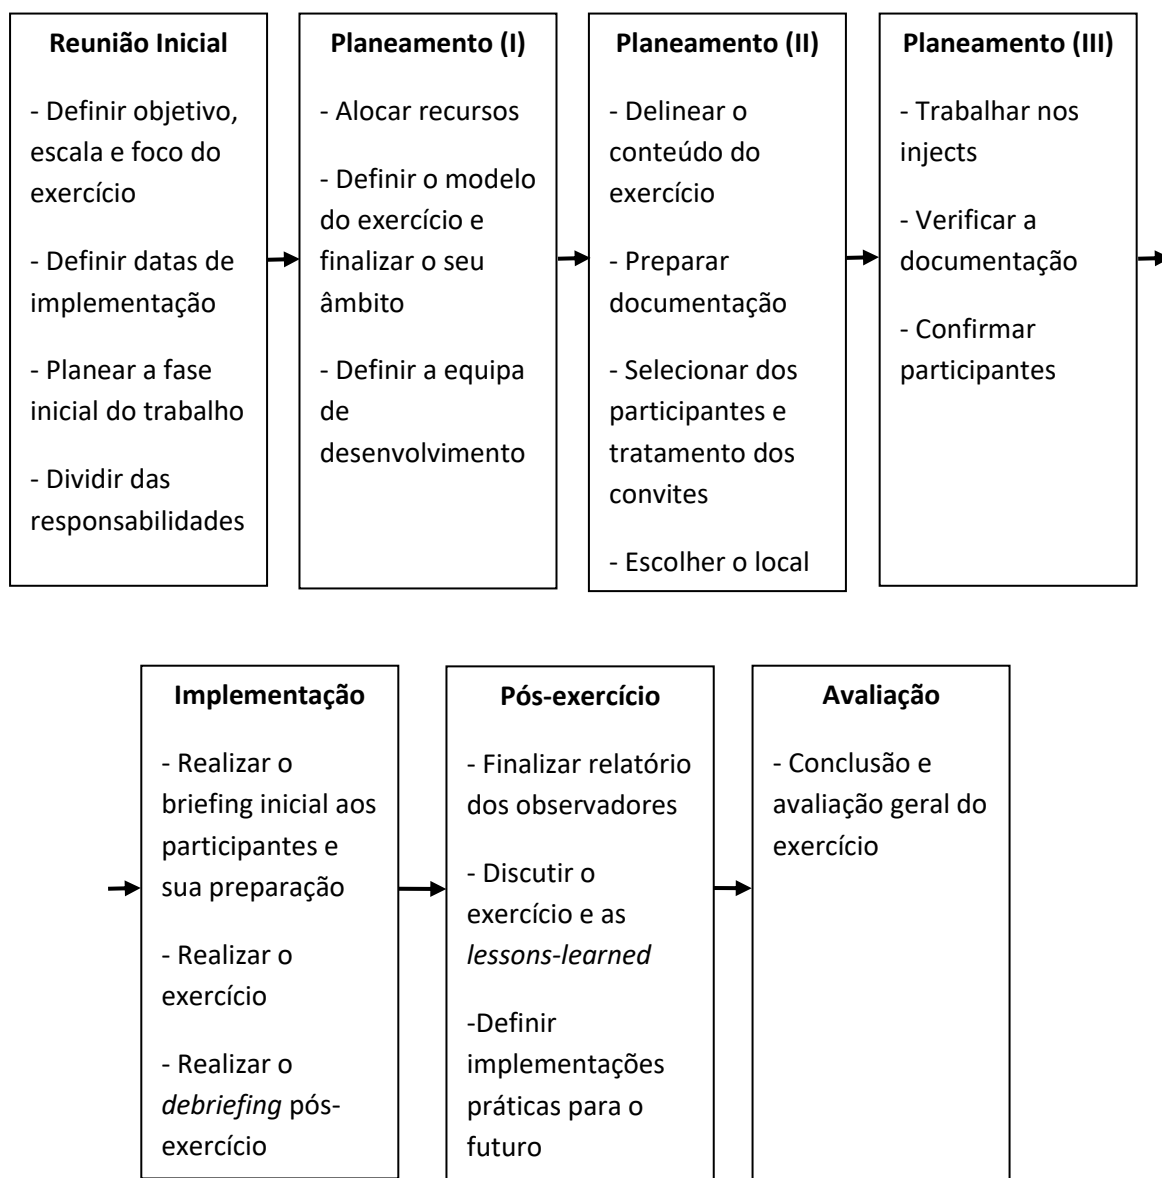 Reunião Inicial
- Definir objetivo,
escala e foco do
exercício
- Definir datas de
implementação
- Planear a fase
inicial do trabalho
- Dividir das
responsabilidades
Planeamento (I)
- Alocar recursos
- Definir o modelo
do exercício e
finalizar o seu
âmbito
- Definir a equipa
de
desenvolvimento
Planeamento (II)
- Delinear o
conteúdo do
exercício
- Preparar
documentação
- Selecionar dos
participantes e
tratamento dos
convites
- Escolher o local
Planeamento (III)
- Trabalhar nos
injects
- Verificar a
documentação
- Confirmar
participantes
Implementação
- Realizar o
briefing inicial aos
participantes e
sua preparação
- Realizar o
exercício
- Realizar o
debriefing pós-
exercício
Pós-exercício
- Finalizar relatório
dos observadores
- Discutir o
exercício e as
lessons-learned
-Definir
implementações
práticas para o
futuro
Avaliação
- Conclusão e
avaliação geral do
exercício